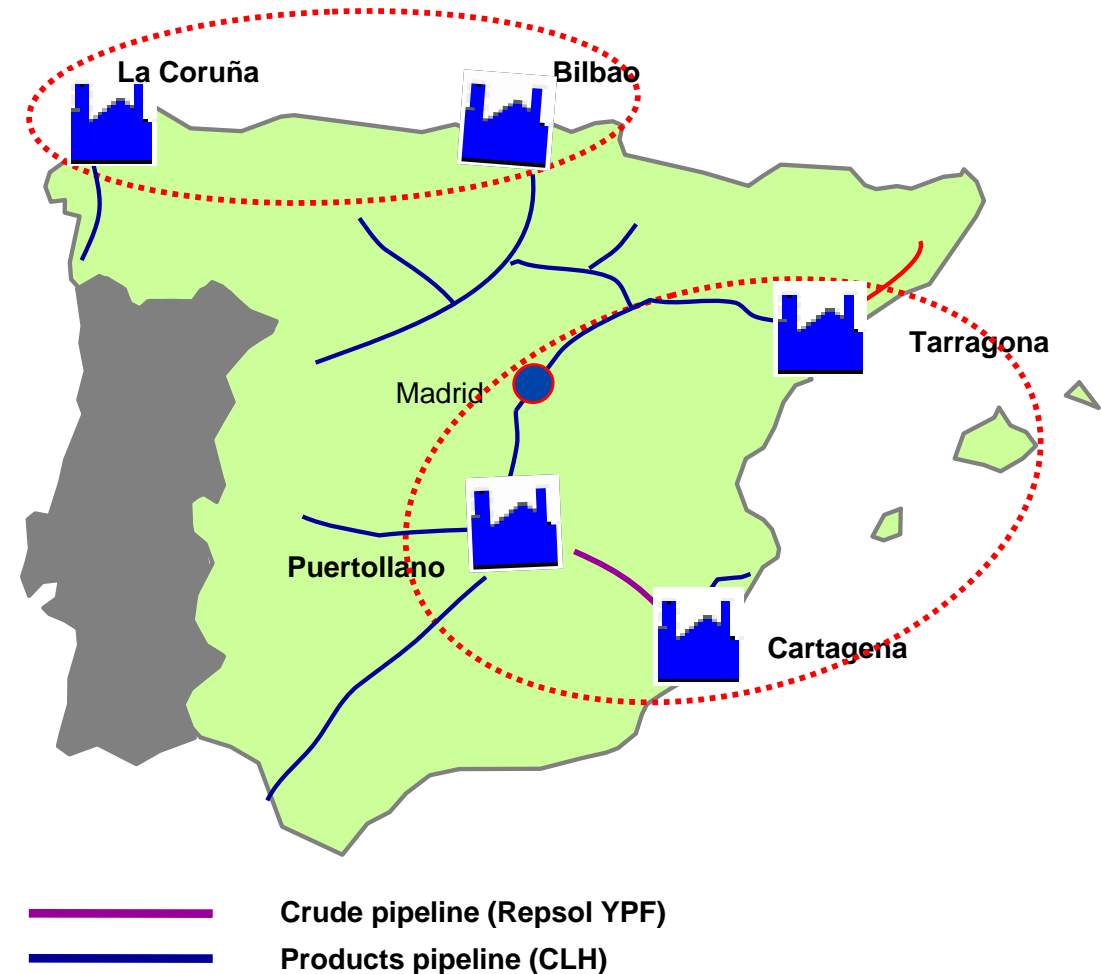 La Coruña
Bilbao
Tarragona
Madrid
Puertollano
Cartagena
Crude pipeline (Repsol YPF)
Products pipeline (CLH)